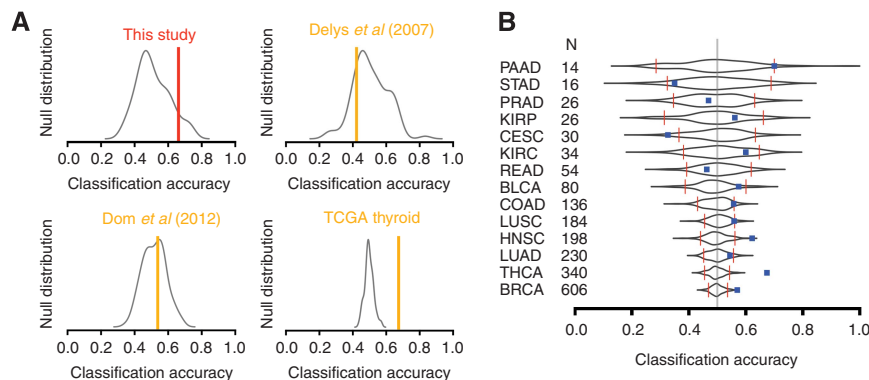 A
This study
Null distribution
0.0 0.2 0.4 0.6 0.8 1.0
Classification accuracy
Delys et al (2007)
Null distribution
0.0 0.2 0.4 0.6 0.8 1.0
Classification accuracy
Dom et al (2012)
Null distribution
0.0 0.2 0.4 0.6 0.8 1.0
Classification accuracy
TCGA thyroid
Null distribution
0.0 0.2 0.4 0.6 0.8 1.0
Classification accuracy
B
N
PAAD 14
STAD 16
PRAD 26
KIRP 26
CESC 30
KIRC 34
READ 54
BLCA 80
COAD 136
LUSC 184
HNSC 198
LUAD 230
THCA 340
BRCA 606
0.0 0.2 0.4 0.6 0.8 1.0
Classification accuracy